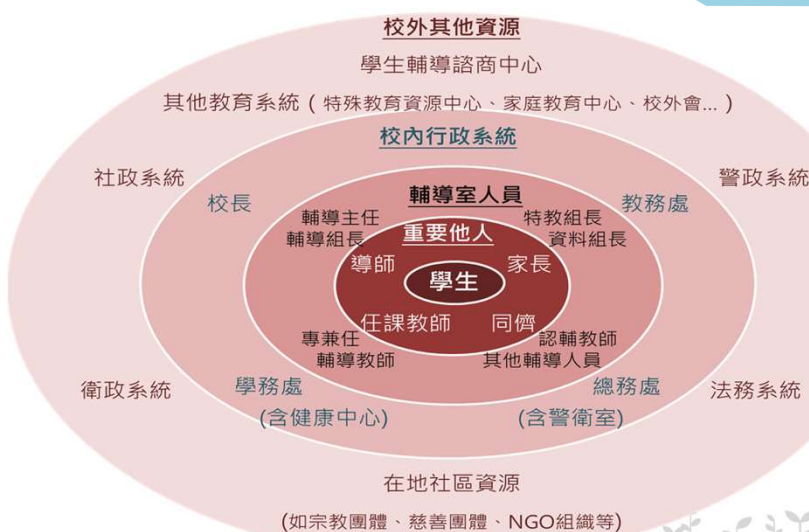 校外其他資源
學生輔導諮商中心
其他教育系統（特殊教育資源中心、家庭教育中心、校外會...）
校內行政系統
社政系統
警政系統
校長
教務處
輔導室人員
輔導主任
輔導組長
特教組長
資料組長
重要他人
導師
家長
學生
任課教師
同儕
專兼任
輔導教師
認輔教師
其他輔導人員
衛政系統
學務處
(含健康中心)
總務處
(含警衛室)
法務系統
在地社區資源
(如宗教團體、慈善團體、NGO組織等)